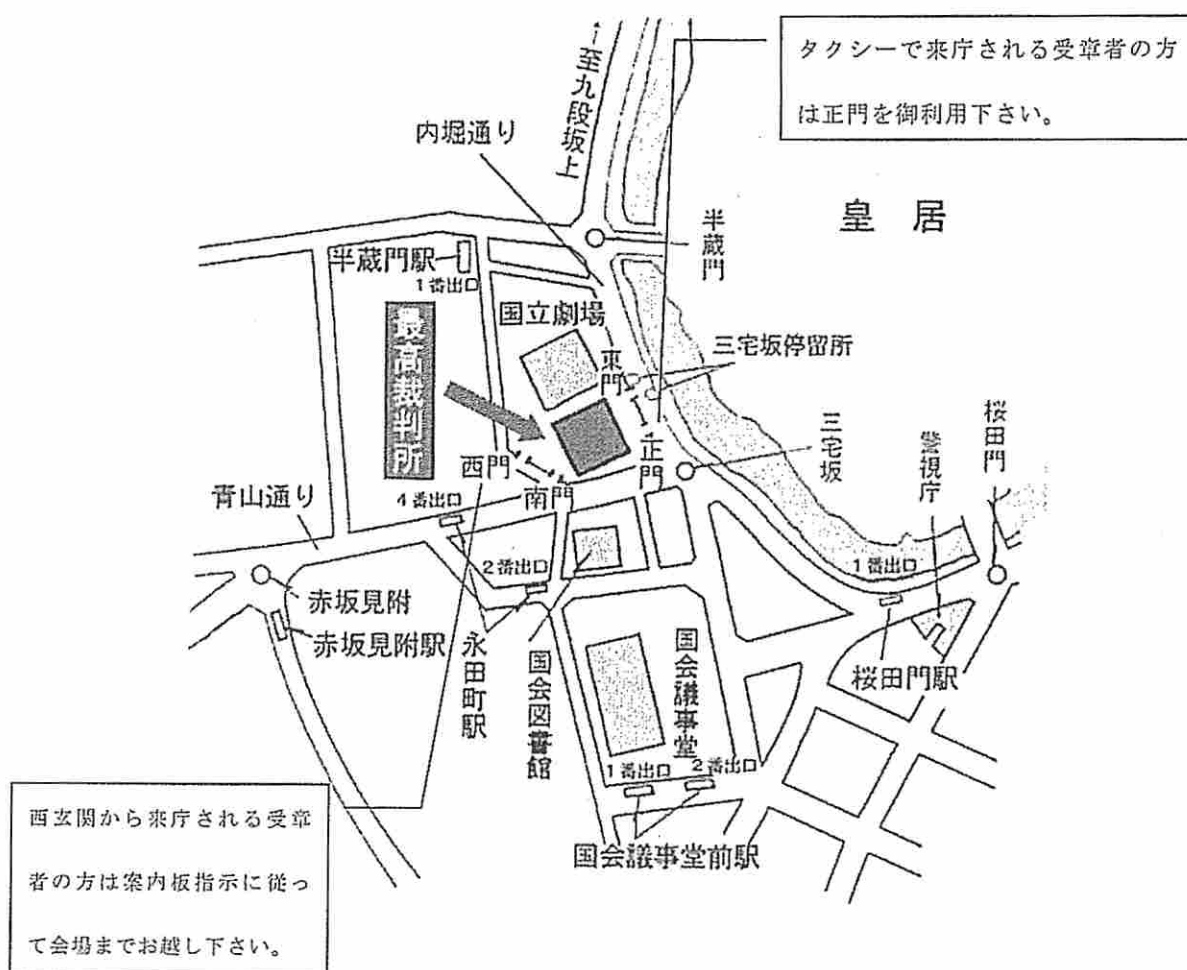 タクシーで来庁される受章者の方
は正門を御利用下さい。
↑至九段坂上
内堀通り
皇居
半蔵門
半蔵門駅
1番出口
国立劇場
最高裁判所
東門
三宅坂停留所
正門
三宅坂
桜田門
警視庁
西門
南門
青山通り
4番出口
2番出口
1番出口
赤坂見附
赤坂見附駅
永田町駅
国会図書館
国会議事堂
桜田門駅
1番出口
2番出口
国会議事堂前駅
西玄関から来庁される受章
者の方は案内板指示に従っ
て会場までお越し下さい。